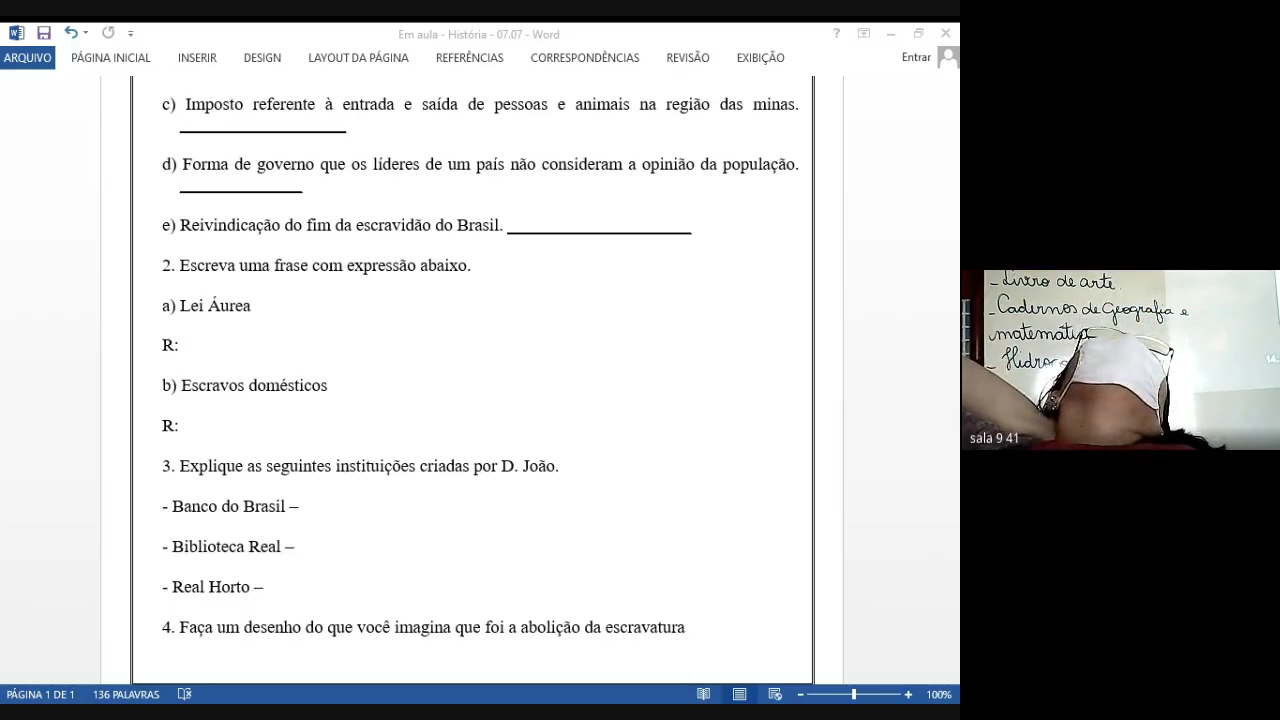 Em aula - História - 07.07 - Word
?
ARQUIVO PÁGINA INICIAL INSERIR DESIGN LAYOUT DA PÁGINA REFERÊNCIAS CORRESPONDÊNCIAS REVISÃO EXIBIÇÃO Entrar
c) Imposto referente à entrada e saída de pessoas e animais na região das minas.
d) Forma de governo que os líderes de um país não consideram a opinião da população.
e) Reivindicação do fim da escravidão do Brasil.
2. Escreva uma frase com expressão abaixo.
a) Lei Áurea
R:
b) Escravos domésticos
R:
3. Explique as seguintes instituições criadas por D. João.
- Banco do Brasil –
- Biblioteca Real –
- Real Horto –
4. Faça um desenho do que você imagina que foi a abolição da escravatura
PÁGINA 1 DE 1 136 PALAVRAS 100%
- Livro de arte.
- Cadernos de Geografia e
sala 9 41